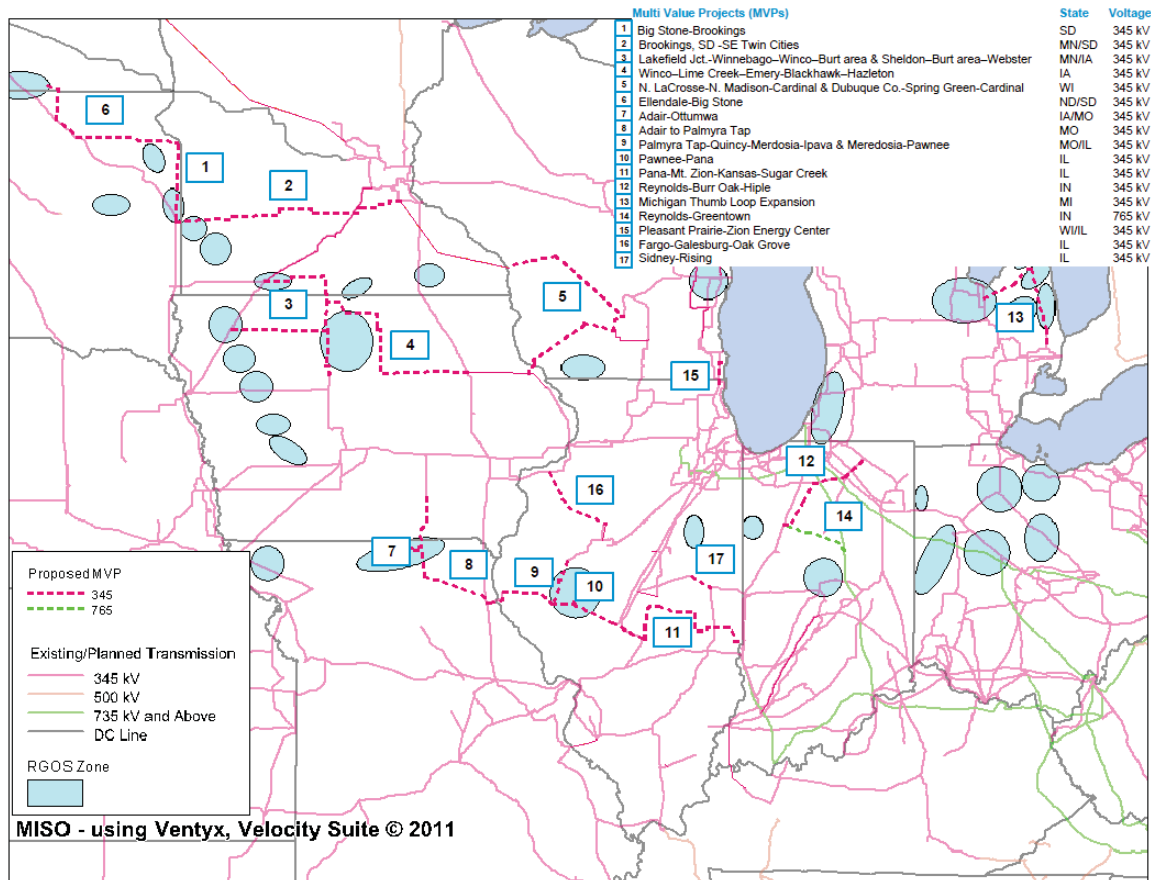 Multi Value Projects (MVPs) State Voltage
1 Big Stone-Brookings SD 345 kV
2 Brookings, SD -SE Twin Cities MN/SD 345 kV
3 Lakefield Jct.-Winnebago–Winco–Burt area & Sheldon–Burt area–Webster MN/IA 345 kV
4 Winco–Lime Creek–Emery–Blackhawk–Hazleton IA 345 kV
5 N. LaCrosse-N. Madison-Cardinal & Dubuque Co.-Spring Green-Cardinal WI 345 kV
6 Ellendale-Big Stone ND/SD 345 kV
7 Adair-Ottumwa IA/MO 345 kV
8 Adair to Palmyra Tap MO 345 kV
9 Palmyra Tap-Quincy-Merdosia-Ipava & Meredosia-Pawnee MO/IL 345 kV
10 Pawnee-Pana IL 345 kV
11 Pana-Mt. Zion-Kansas-Sugar Creek IL 345 kV
12 Reynolds-Burr Oak-Hiple IN 345 kV
13 Michigan Thumb Loop Expansion MI 345 kV
14 Reynolds-Greentown IN 765 kV
15 Pleasant Prairie-Zion Energy Center WI/IL 345 kV
16 Fargo-Galesburg-Oak Grove IL 345 kV
17 Sidney-Rising IL 345 kV
6
1
2
3
5
13
4
15
12
16
14
7
8
9
10
17
11
Proposed MVP
345
765
Existing/Planned Transmission
345 kV
500 kV
735 kV and Above
DC Line
RGOS Zone
MISO - using Ventyx, Velocity Suite © 2011